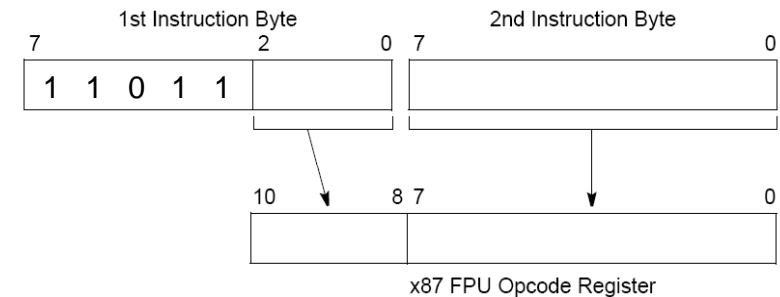 1st Instruction Byte 2nd Instruction Byte
7 2 0 7 0
1 1 0 1 1
10 8 7 0
x87 FPU Opcode Register